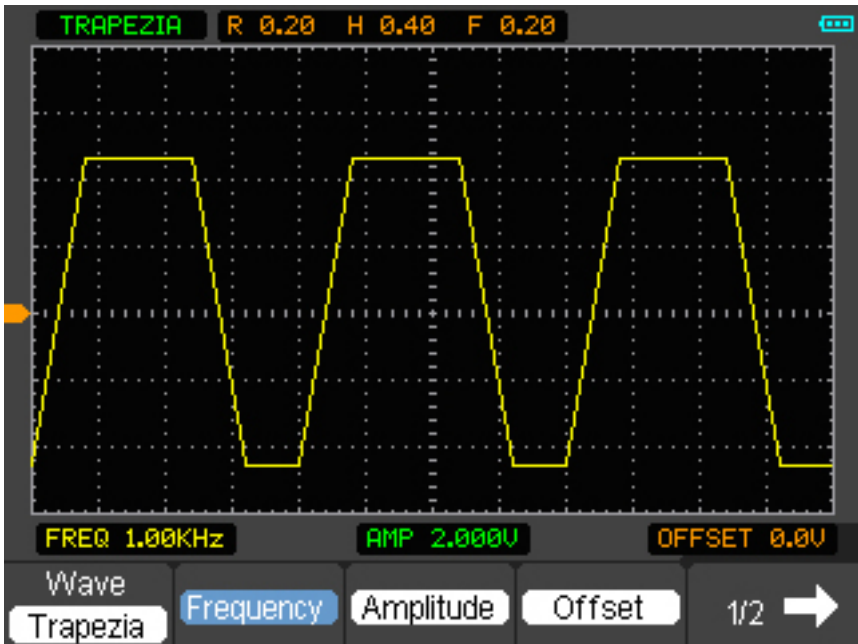 TRAPEZIA R 0.20 H 0.40 F 0.20
FREQ 1.00KHz AMP 2.000V OFFSET 0.0V
Wave
Trapezia Frequency Amplitude Offset 1/2